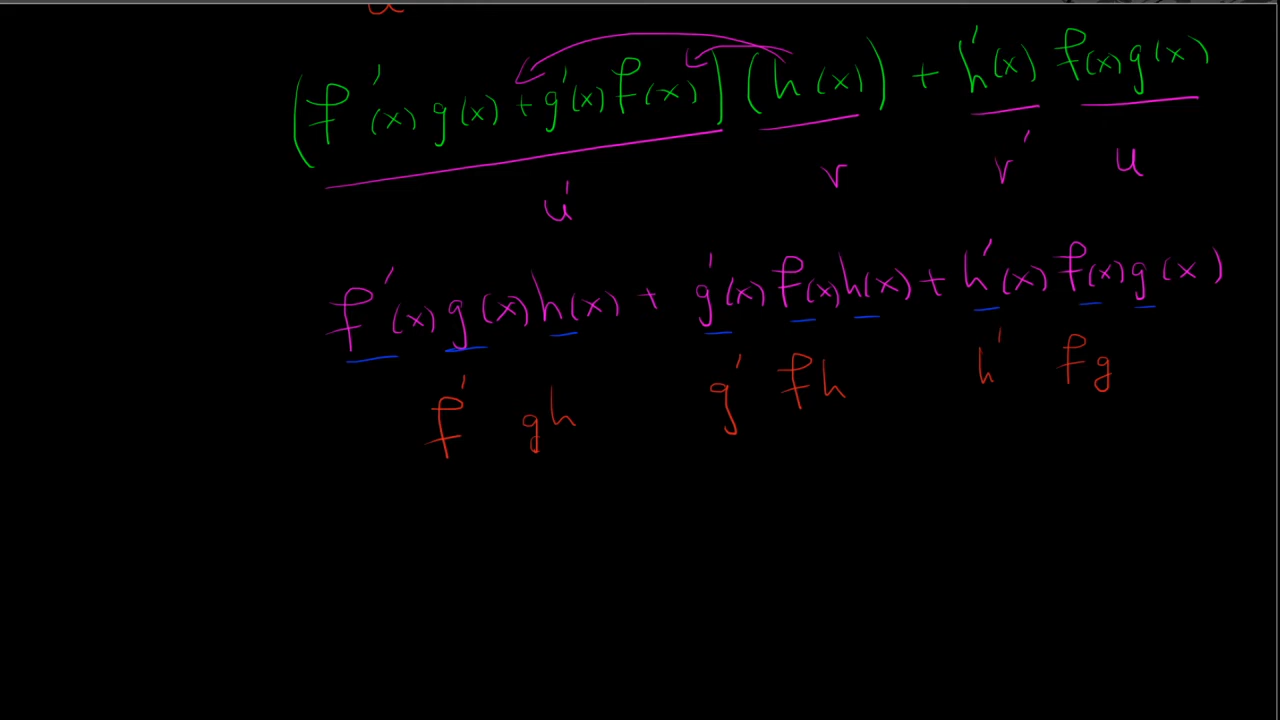 u
(f'(x)g(x)+g'(x)f(x)](h(x))+h'(x)f(x)g(x)
u' v v' u
f'(x)g(x)h(x)+g'(x)f(x)h(x)+h'(x)f(x)g(x)
f' gh g' fh h' fg